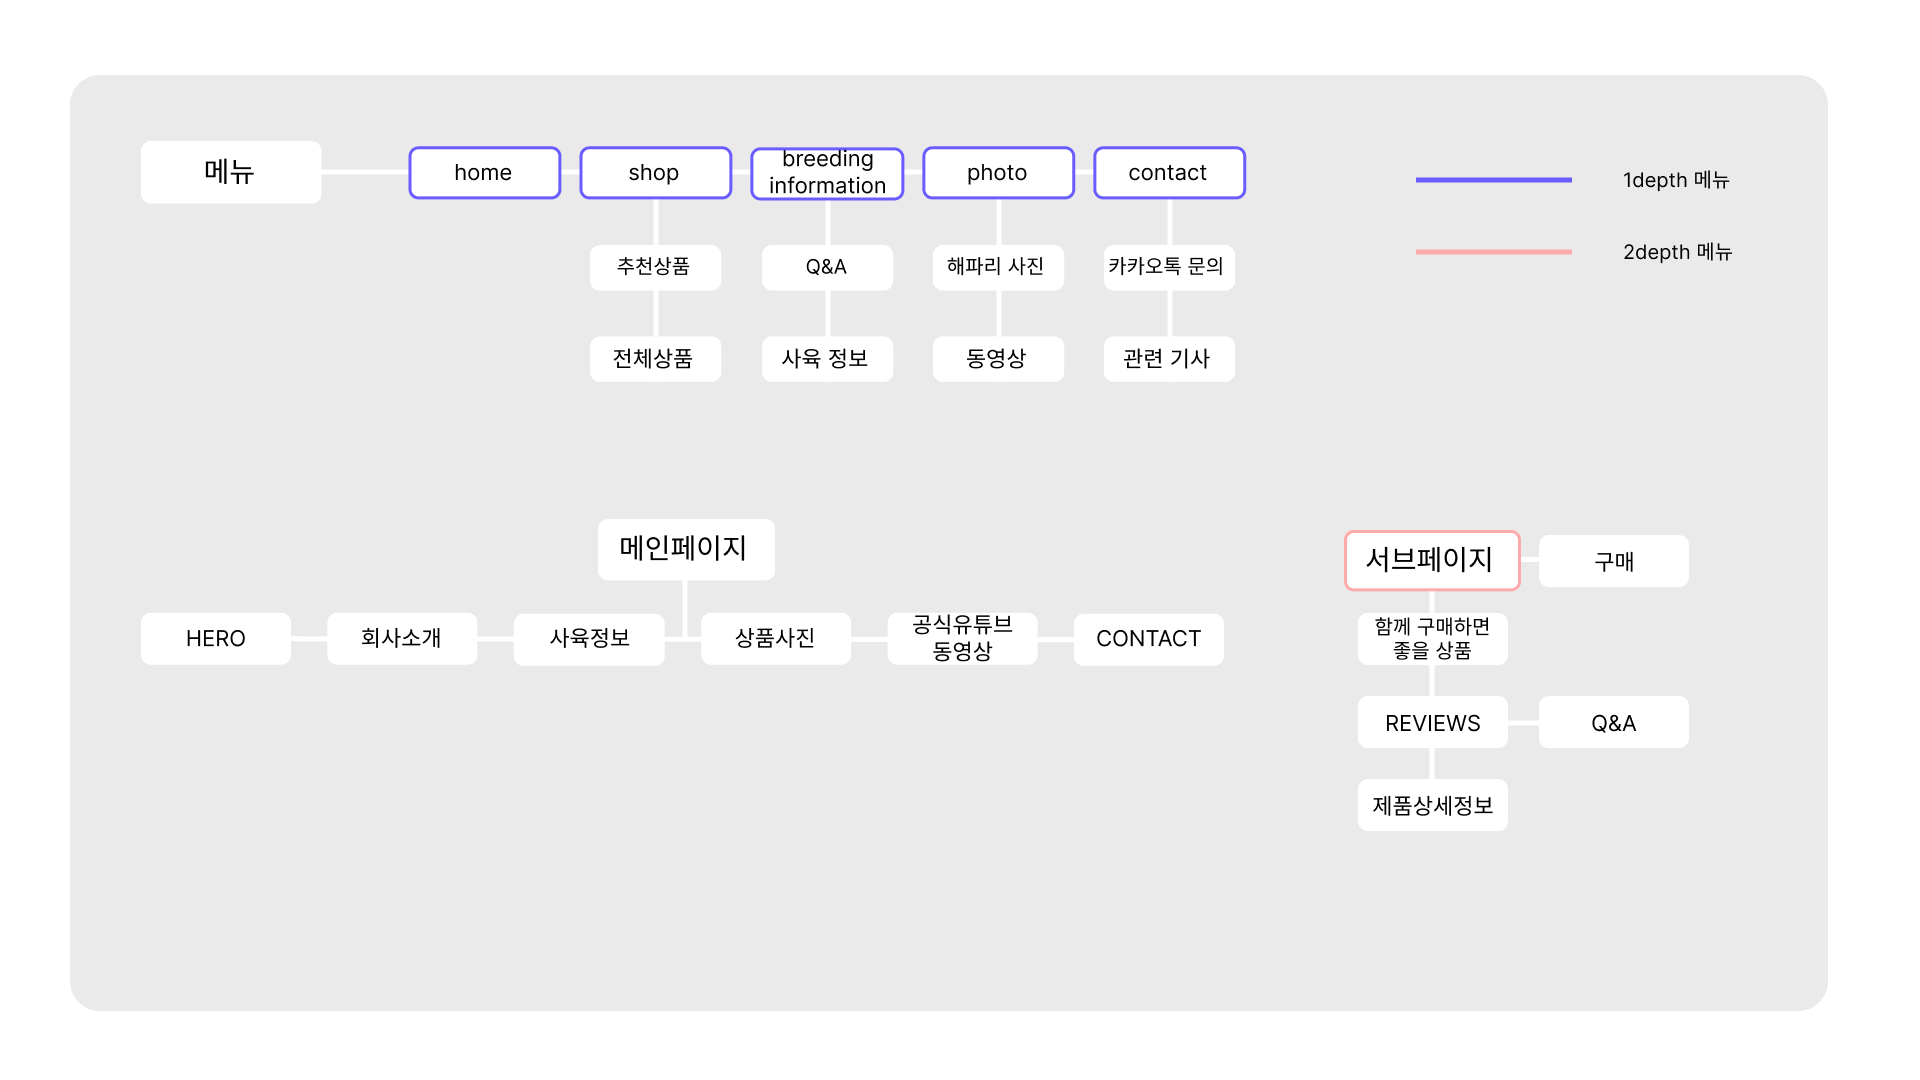 메뉴
home
shop
breeding
information
photo
contact
1depth 메뉴
2depth 메뉴
추천상품
Q&A
해파리 사진
카카오톡 문의
전체상품
사육 정보
동영상
관련 기사
메인페이지
HERO
회사소개
사육정보
상품사진
공식유튜브
동영상
CONTACT
서브페이지
구매
함께 구매하면
좋을 상품
REVIEWS
Q&A
제품상세정보